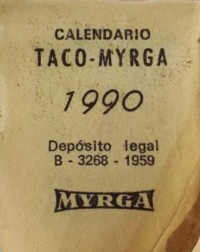 CALENDARIO
TACO-MYRGA
1990
Depósito legal
B - 3268 - 1959
MYRGA